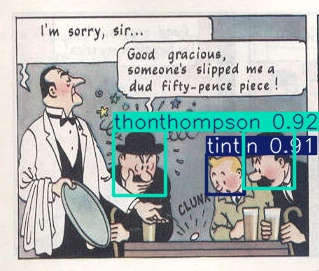 I'm sorry, sir...
Good gracious,
someone's slipped me a
dud fifty-pence piece!
thonthompson 0.92
tintin 0.91
CLUNK